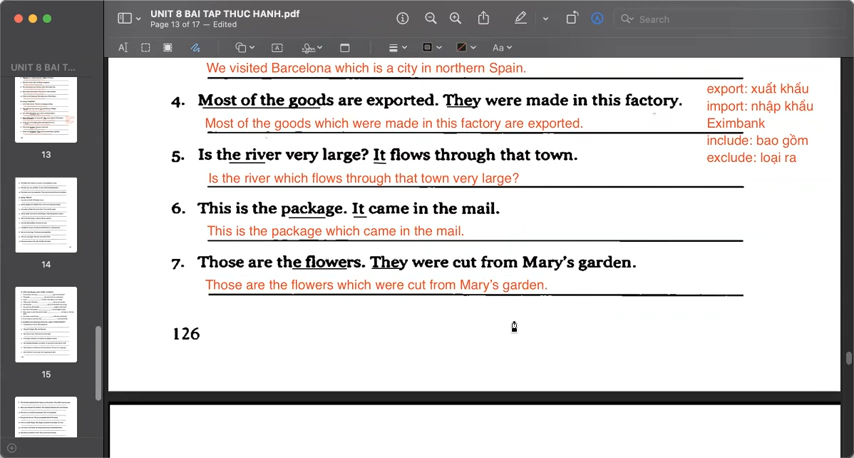 UNIT 8 BAI TAP THUC HANH.pdf
Page 13 of 17 — Edited
Search
Aa
UNIT 8 BAI T...
13
14
15
We visited Barcelona which is a city in northern Spain.
4. Most of the goods are exported. They were made in this factory.
Most of the goods which were made in this factory are exported.
5. Is the river very large? It flows through that town.
Is the river which flows through that town very large?
6. This is the package. It came in the mail.
This is the package which came in the mail.
7. Those are the flowers. They were cut from Mary's garden.
Those are the flowers which were cut from Mary's garden.
126
export: xuất khẩu
import: nhập khẩu
Eximbank
include: bao gồm
exclude: loại ra